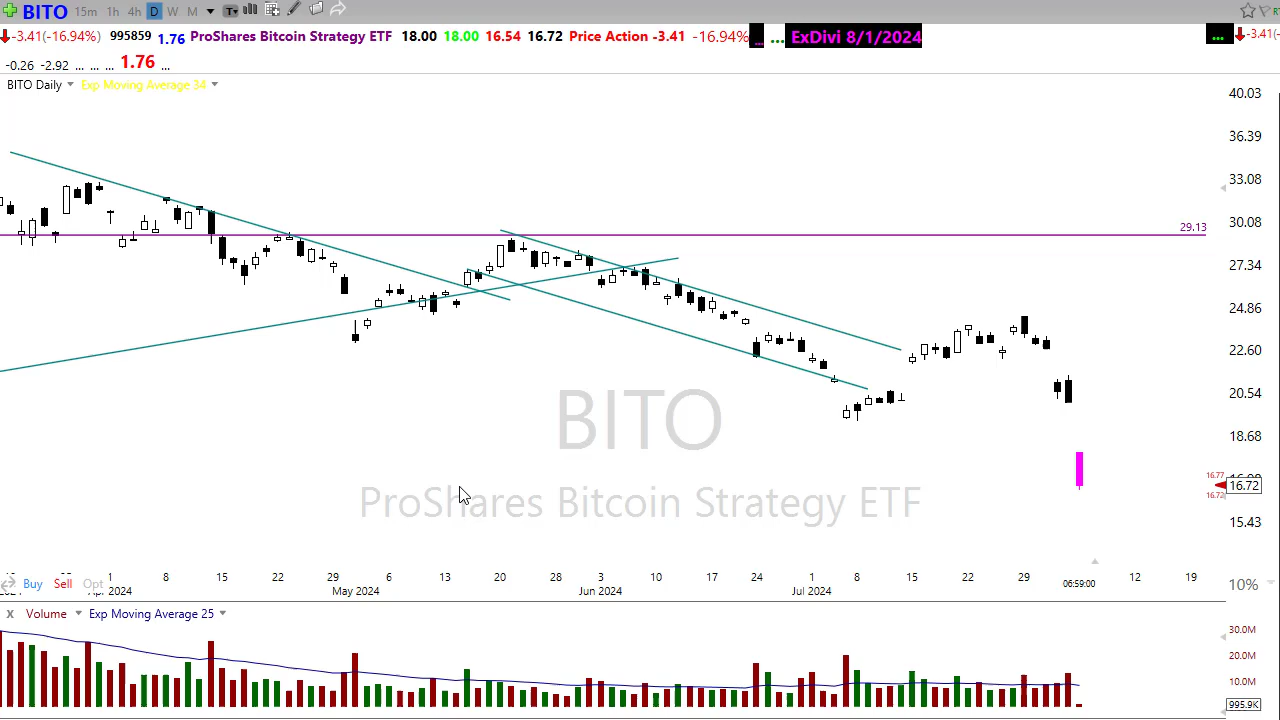 BITO 15m 1h 4h D W M T
-3.41(-16.94%) 995859 1.76 ProShares Bitcoin Strategy ETF 18.00 18.00 16.54 16.72 Price Action -3.41 -16.94% ... ... ExDivi 8/1/2024 ... -3.41(-
-0.26 -2.92 ... ... ... 1.76 ...
BITO Daily Exp Moving Average 34
40.03
36.39
33.08
30.08
29.13
27.34
24.86
22.60
20.54
18.68
BITO
ProShares Bitcoin Strategy ETF
16.77
16.72
16.72
15.43
1 8 15 22 29 6 13 20 28 3 10 17 24 1 8 15 22 29 06:59:00 12 19
Buy Sell Opt
Apr 2024 May 2024 Jun 2024 Jul 2024
10%
X Volume Exp Moving Average 25
30.0M
20.0M
10.0M
995.9K